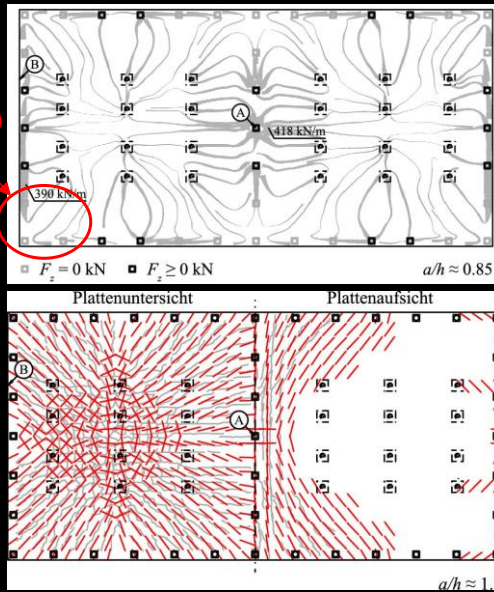 B
A
418 kN/m
390 kN/m
F_z = 0 kN F_z ≥ 0 kN a/h ≈ 0.85
Plattenuntersicht Plattenaufsicht
B
A
a/h ≈ 1.